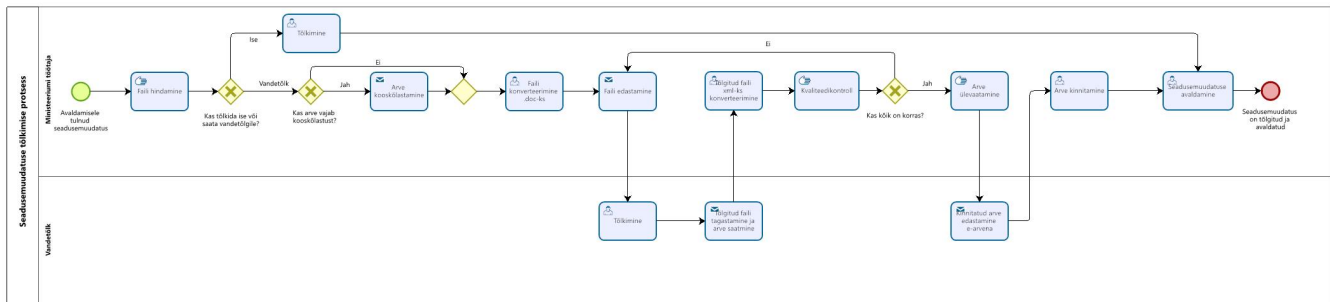 Seadusemuudatuse tõlkimise protsess
Ministeeriumi töötaja
Avaldamisele
tulnud
seadusemuudatus
Faili hindamine
Kas tõlkida ise või
saata vandetõlgile?
Ise
Tõlkimine
Vandetõlk
Kas arve vajab
kooskõlastust?
Ei
Jah
Arve
kooskõlastamine
Faili
konverteerimine
.doc-ks
Faili edastamine
Tõlgitud faili
xml-ks
konverteerimine
Kvaliteedikontroll
Ei
Kas kõik on korras?
Jah
Arve
ülevaatamine
Arve kinnitamine
Seadusemuudatuse
avaldamine
Seadusemuudatus
on tõlgitud ja
avaldatud
Vandetõlk
Tõlkimine
Tõlgitud faili
tagastamine ja
arve saatmine
Kinnitatud arve
edastamine
e-arvena